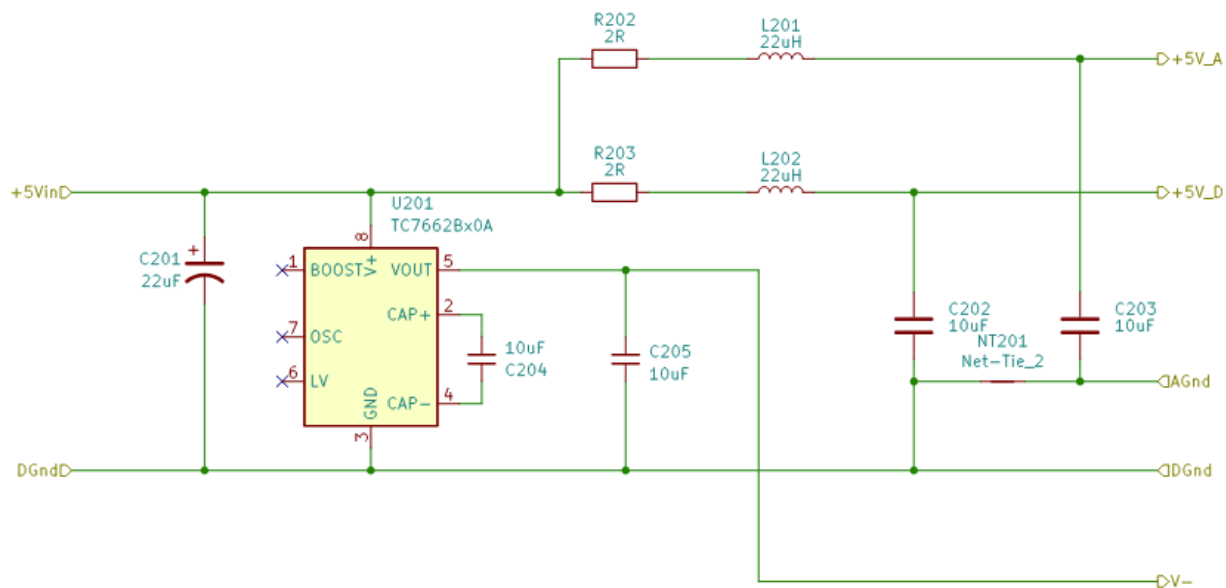 R202
2R
L201
22uH
+5V_A
R203
2R
L202
22uH
+5Vin
+5V_D
U201
TC7662Bx0A
8
C201
+
22uF
1
BOOST
V+
VOUT
5
CAP+
2
7
OSC
10uF
C204
6
LV
GND
CAP-
4
3
C205
10uF
C202
10uF
C203
10uF
NT201
Net-Tie_2
AGnd
DGnd
DGnd
V-